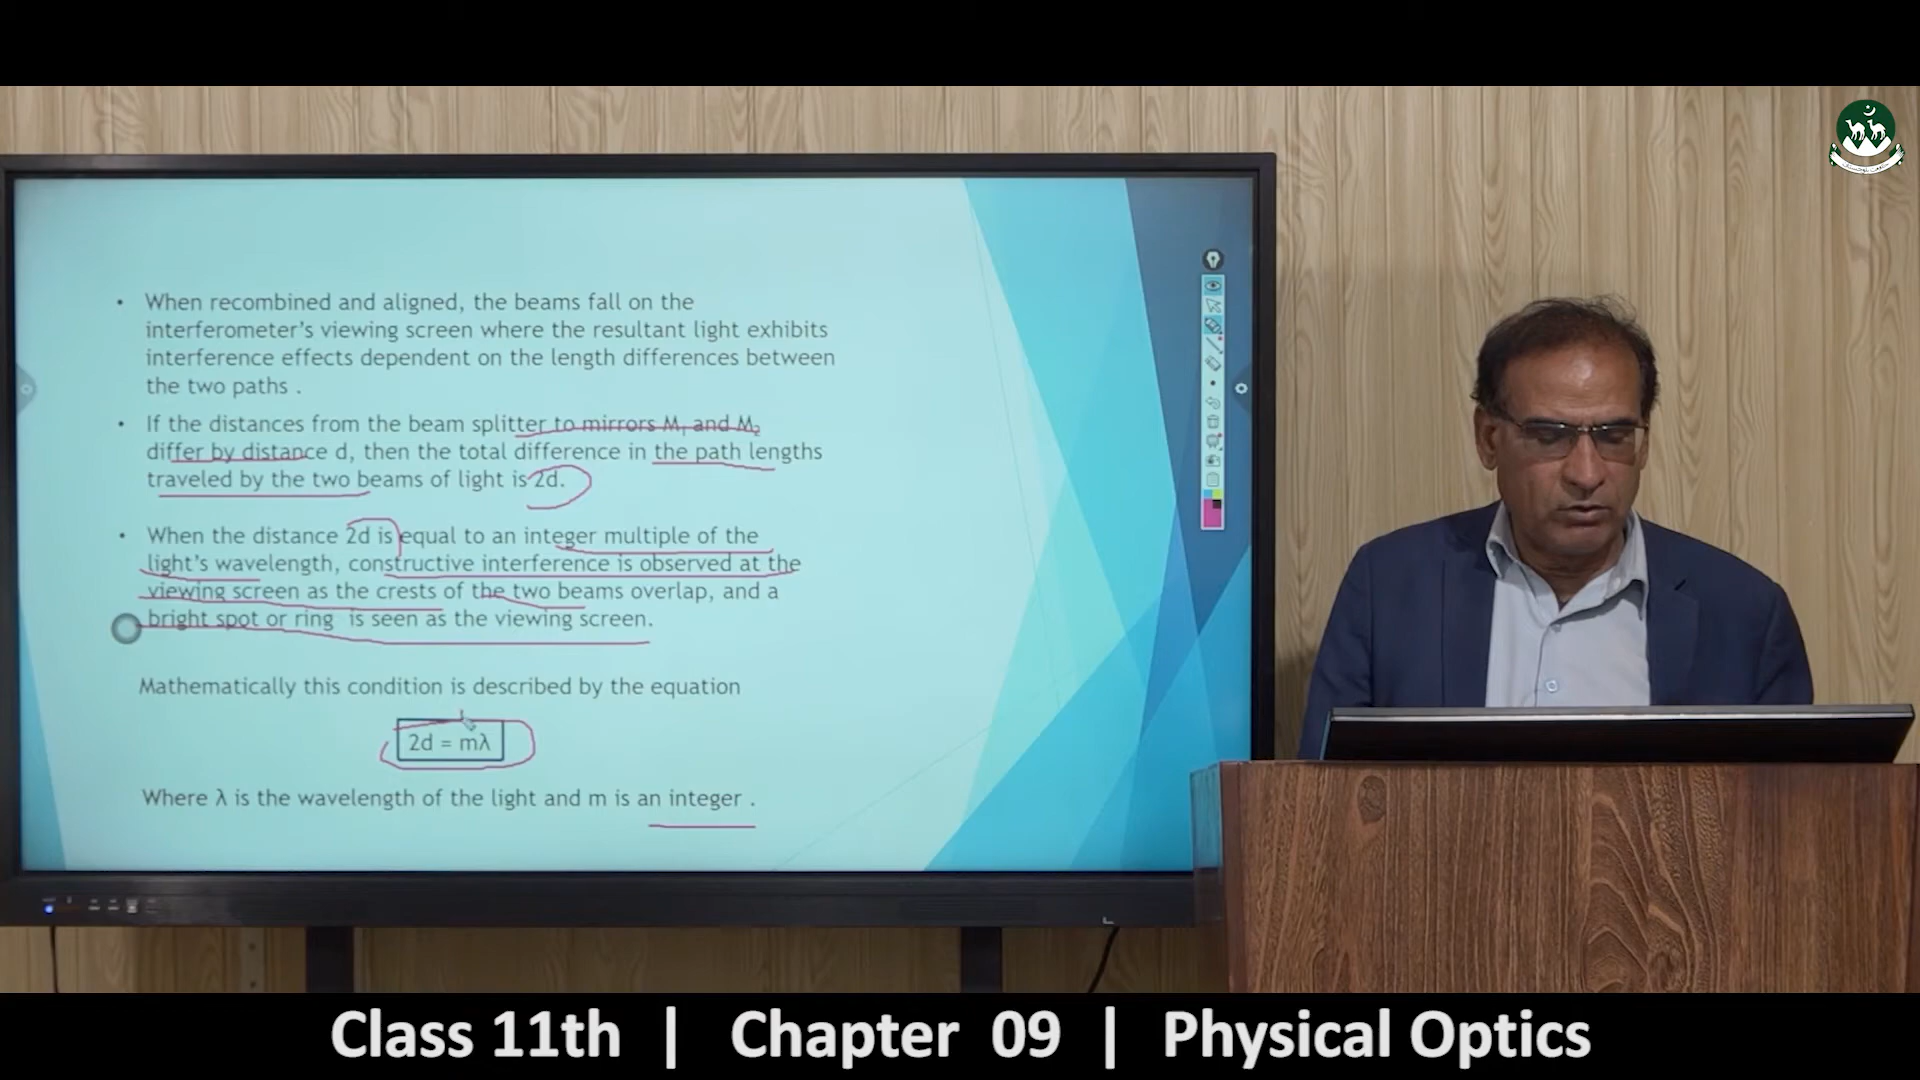 • When recombined and aligned, the beams fall on the
interferometer's viewing screen where the resultant light exhibits
interference effects dependent on the length differences between
the two paths .
• If the distances from the beam splitter to mirrors M₁ and M₂
differ by distance d, then the total difference in the path lengths
traveled by the two beams of light is 2d.
• When the distance 2d is equal to an integer multiple of the
light's wavelength, constructive interference is observed at the
viewing screen as the crests of the two beams overlap, and a
bright spot or ring is seen as the viewing screen.
Mathematically this condition is described by the equation
2d = mλ
Where λ is the wavelength of the light and m is an integer .
Class 11th | Chapter 09 | Physical Optics